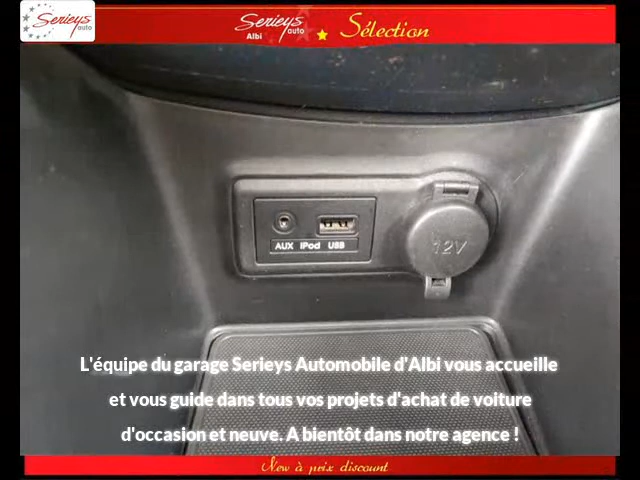 Serieys
auto
Serieys
auto
Albi
Sélection
AUX iPod USB
12V
L'équipe du garage Serieys Automobile d'Albi vous accueille
et vous guide dans tous vos projets d'achat de voiture
d'occasion et neuve. A bientôt dans notre agence !
New à prix discount